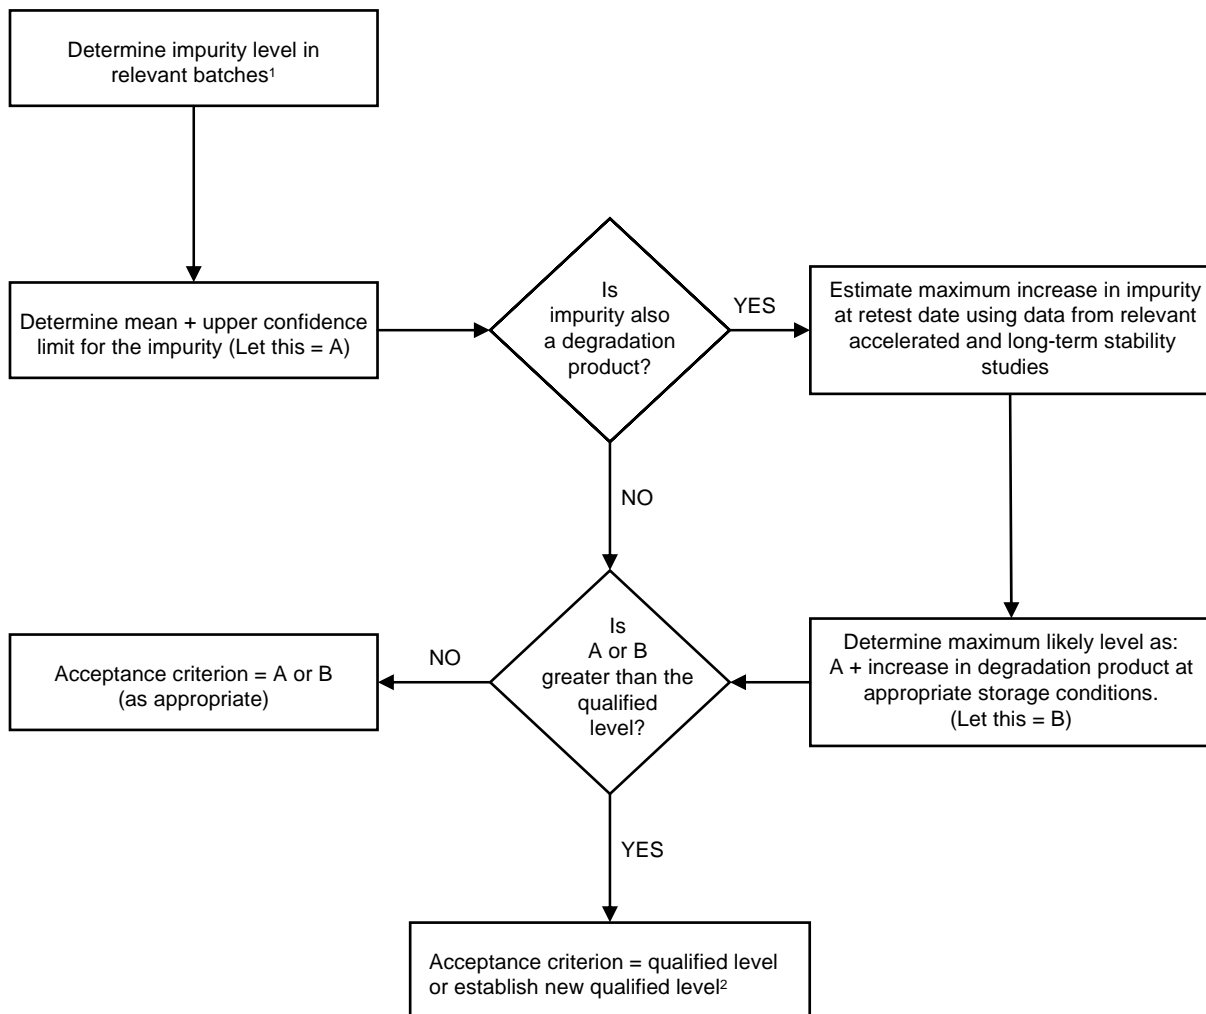 Determine impurity level in
relevant batches¹
Determine mean + upper confidence
limit for the impurity (Let this = A)
Is
impurity also
a degradation
product?
YES
Estimate maximum increase in impurity
at retest date using data from relevant
accelerated and long-term stability
studies
NO
Determine maximum likely level as:
A + increase in degradation product at
appropriate storage conditions.
(Let this = B)
Is
A or B
greater than the
qualified
level?
NO
Acceptance criterion = A or B
(as appropriate)
YES
Acceptance criterion = qualified level
or establish new qualified level²